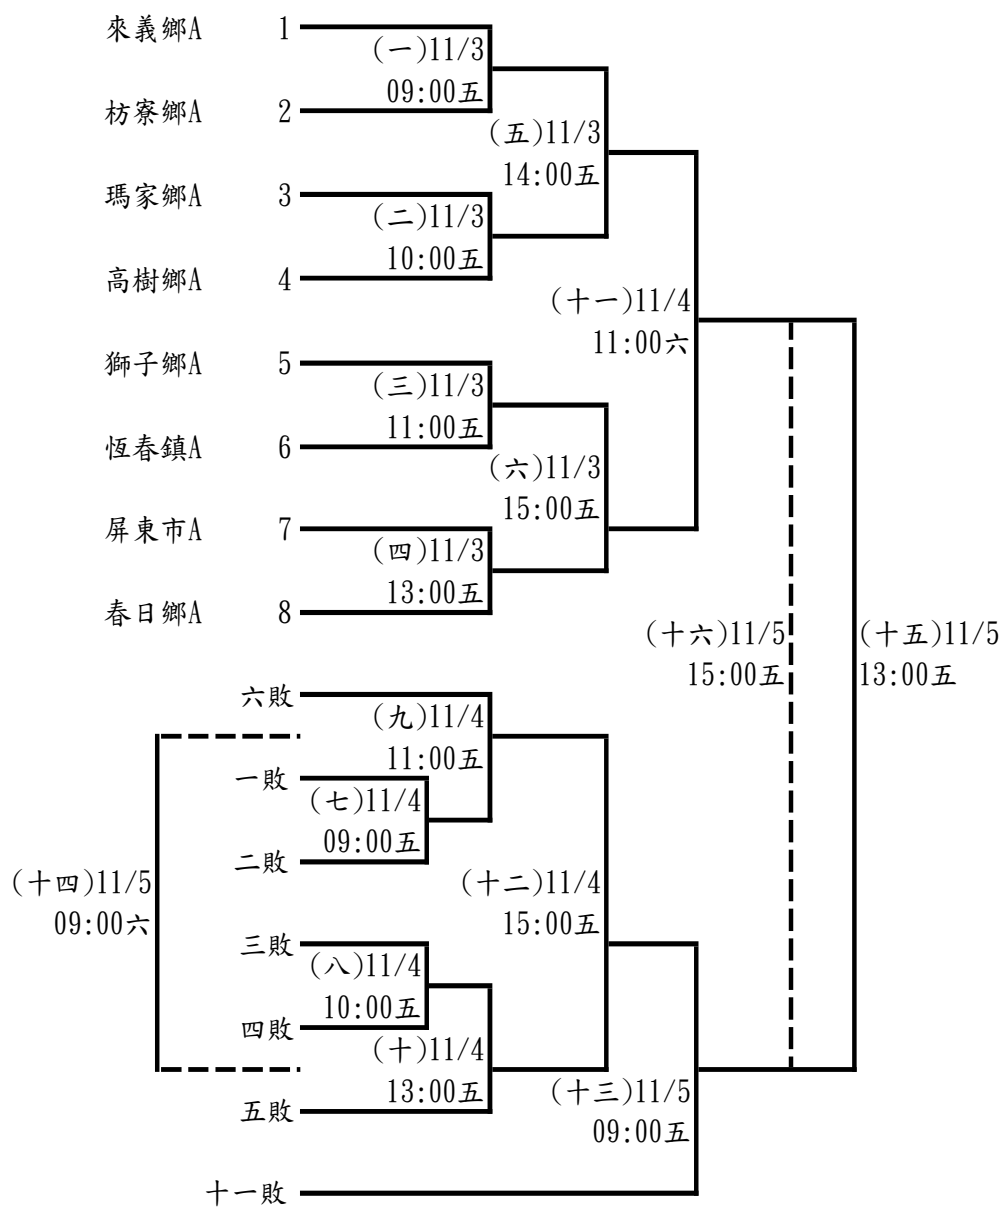 來義鄉A 1
(一)11/3
09:00五
枋寮鄉A 2
(五)11/3
14:00五
瑪家鄉A 3
(二)11/3
10:00五
高樹鄉A 4
(十一)11/4
11:00六
獅子鄉A 5
(三)11/3
11:00五
恆春鎮A 6
(六)11/3
15:00五
屏東市A 7
(四)11/3
13:00五
春日鄉A 8
(十六)11/5
15:00五
(十五)11/5
13:00五
六敗
(九)11/4
11:00五
一敗
(七)11/4
09:00五
二敗
(十四)11/5
09:00六
(十二)11/4
15:00五
三敗
(八)11/4
10:00五
四敗
(十)11/4
13:00五
五敗
(十三)11/5
09:00五
十一敗